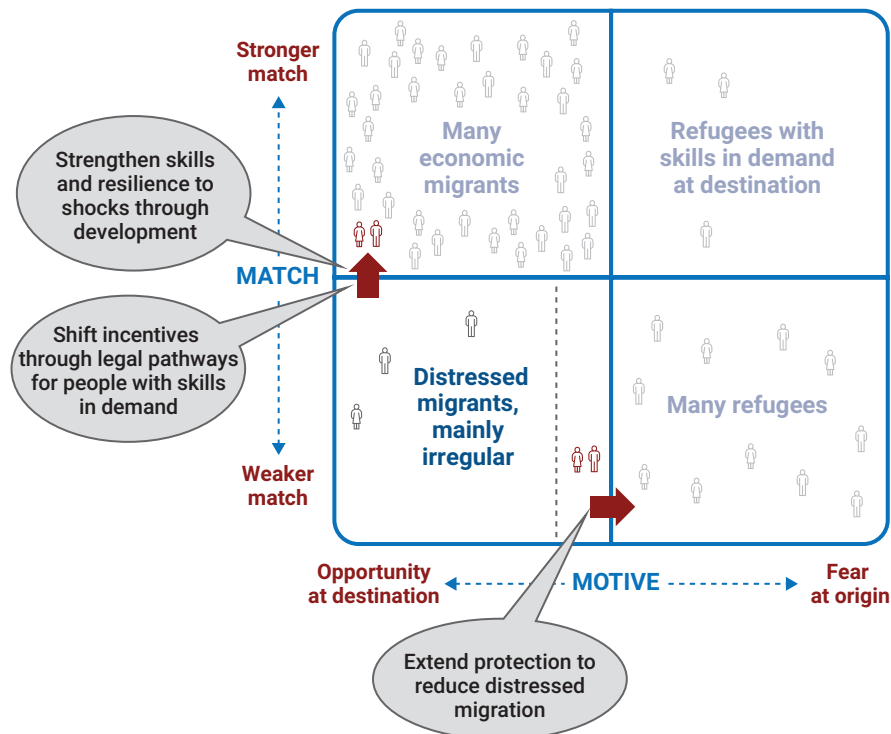 Stronger
match
Many
economic
migrants
Refugees with
skills in demand
at destination
Strengthen skills
and resilience to
shocks through
development
MATCH
Shift incentives
through legal pathways
for people with skills
in demand
Distressed
migrants,
mainly
irregular
Many refugees
Weaker
match
Opportunity
at destination
MOTIVE
Fear
at origin
Extend protection to
reduce distressed
migration